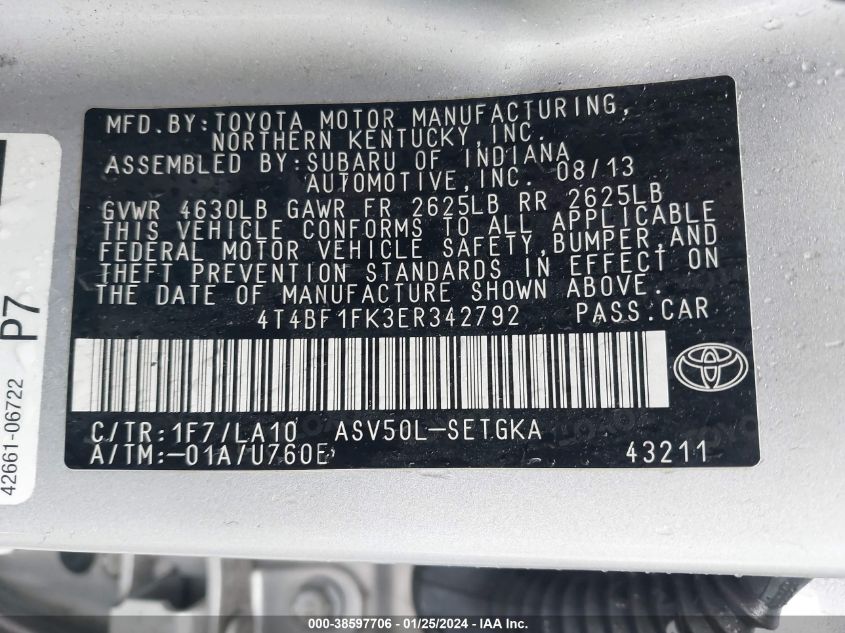 MFD.BY:TOYOTA MOTOR MANUFACTURING,
NORTHERN KENTUCKY,INC.
ASSEMBLED BY:SUBARU OF INDIANA
AUTOMOTIVE,INC. 08/13
GVWR 4630LB GAWR FR 2625LB RR 2625LB
THIS VEHICLE CONFORMS TO ALL APPLICABLE
FEDERAL MOTOR VEHICLE SAFETY,BUMPER,AND
THEFT PREVENTION STANDARDS IN EFFECT ON
THE DATE OF MANUFACTURE SHOWN ABOVE.
4T4BF1FK3ER342792 PASS.CAR
C/TR:1F7/LA10 ASV50L-SETGKA
A/TM:-01A/U760E 43211
P7
42661-06722
000-38597706 - 01/25/2024 - IAAI.com